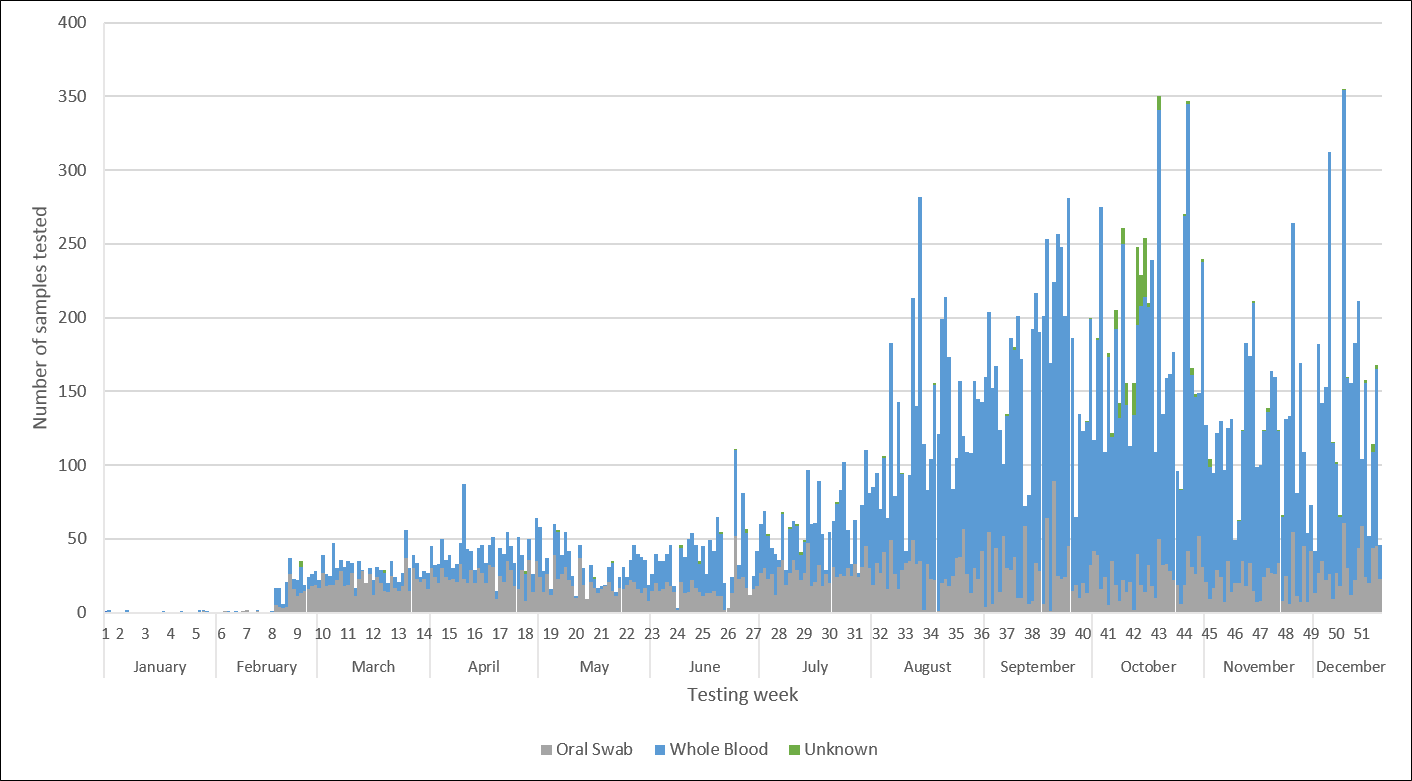 400
350
300
250
200
150
100
50
0
Number of samples tested
1 2 3 4 5 6 7 8 9 10 11 12 13 14 15 16 17 18 19 20 21 22 23 24 25 26 27 28 29 30 31 32 33 34 35 36 37 38 39 40 41 42 43 44 45 46 47 48 49 50 51
January February March April May June July August September October November December
Testing week
Oral Swab Whole Blood Unknown